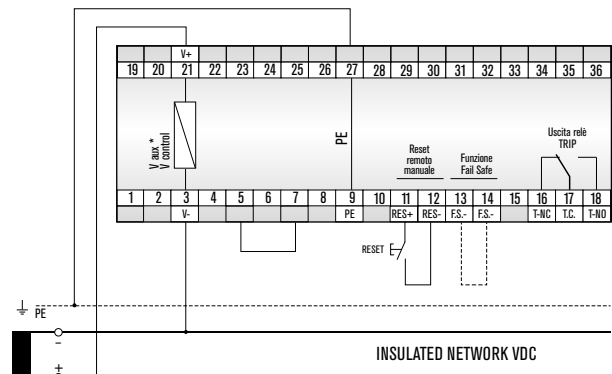 V+
19 20 21 22 23 24 25 26 27 28 29 30 31 32 33 34 35 36
V aux *
V control
PE
Reset
remoto
manuale
Funzione
Fail Safe
Uscita relè
TRIP
1 2 3 4 5 6 7 8 9 10 11 12 13 14 15 16 17 18
V- PE RES+ RES- F.S.- F.S.- T-NC T.C. T-NO
RESET
PE
-
+
INSULATED NETWORK VDC